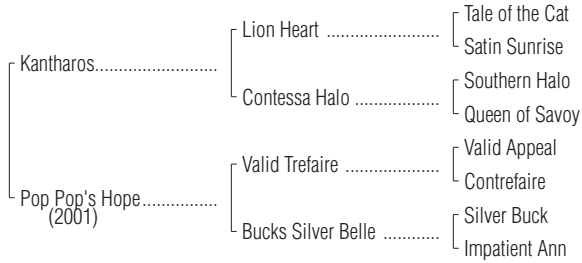 Tale of the Cat
Lion Heart ........................
Satin Sunrise
Kantharos..........................
Southern Halo
Contessa Halo ..................
Queen of Savoy
Valid Appeal
Valid Trefaire ....................
Contrefaire
Pop Pop's Hope................
(2001)
Silver Buck
Bucks Silver Belle ............
Impatient Ann